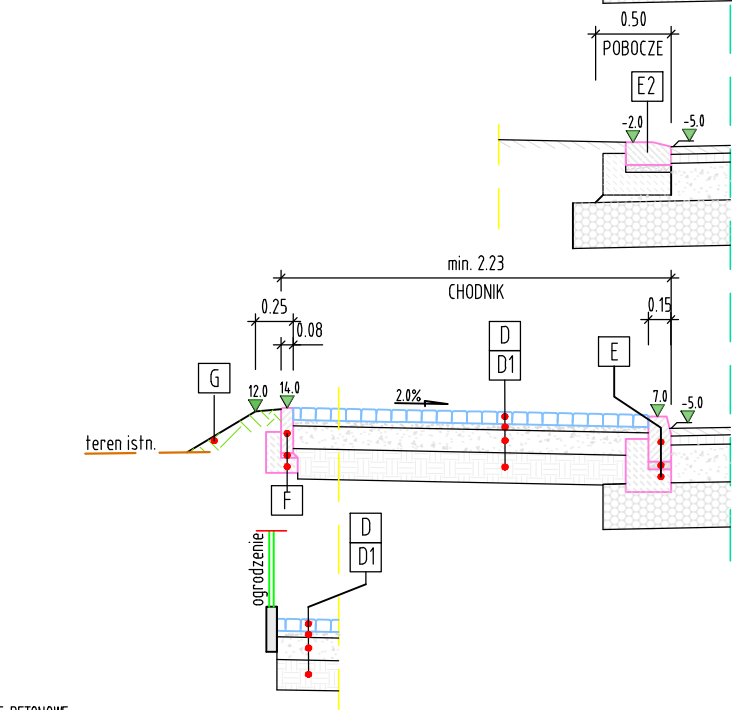 0.50
POBOCZE
E2
-2.0
-5.0
min. 2.23
CHODNIK
0.25
0.15
0.08
D
D1
E
G
12.0
14.0
2.0%
7.0
-5.0
teren istn.
F
ogrodzenie
D
D1
BETONOWE